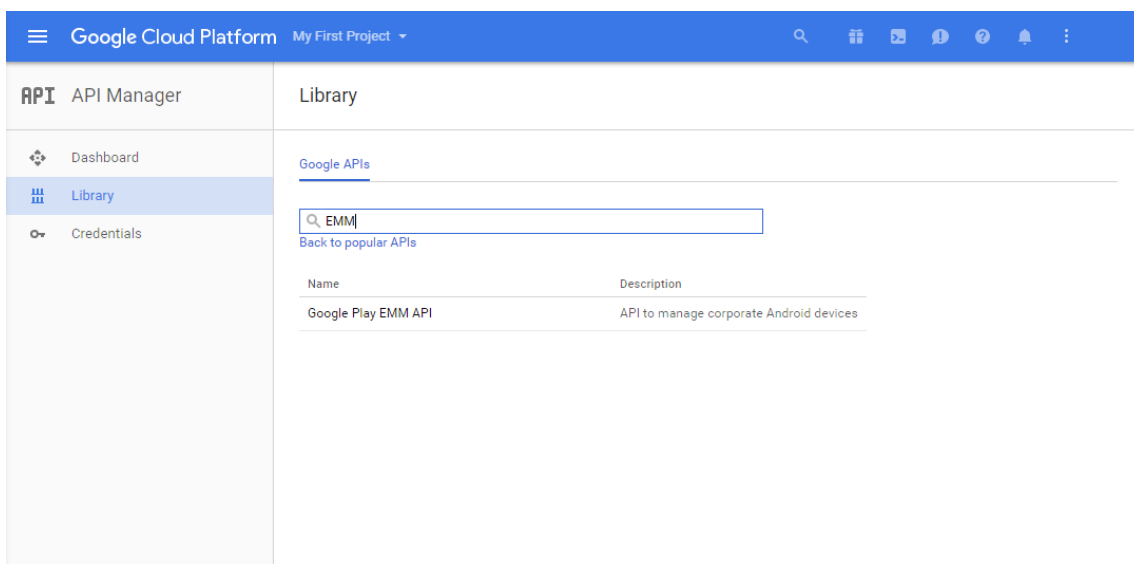 Google Cloud Platform My First Project
API API Manager
Library
Dashboard
Library
Credentials
Google APIs
EMM
Back to popular APIs
Name Description
Google Play EMM API API to manage corporate Android devices